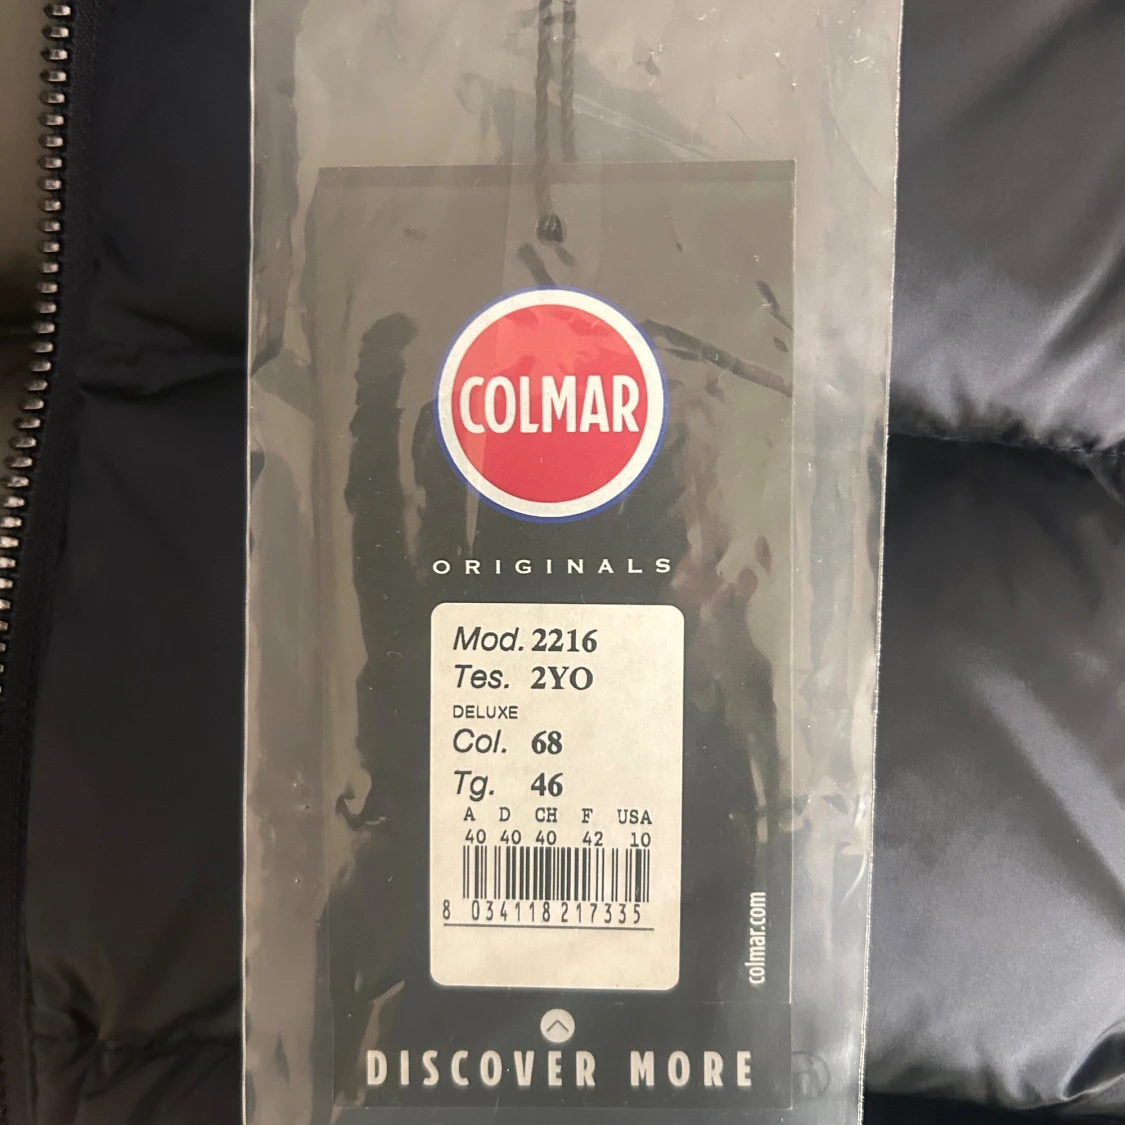 COLMAR
ORIGINALS
Mod. 2216
Tes. 2YO
DELUXE
Col. 68
Tg. 46
A D CH F USA
40 40 40 42 10
8 034118 217335
colmar.com
DISCOVER MORE